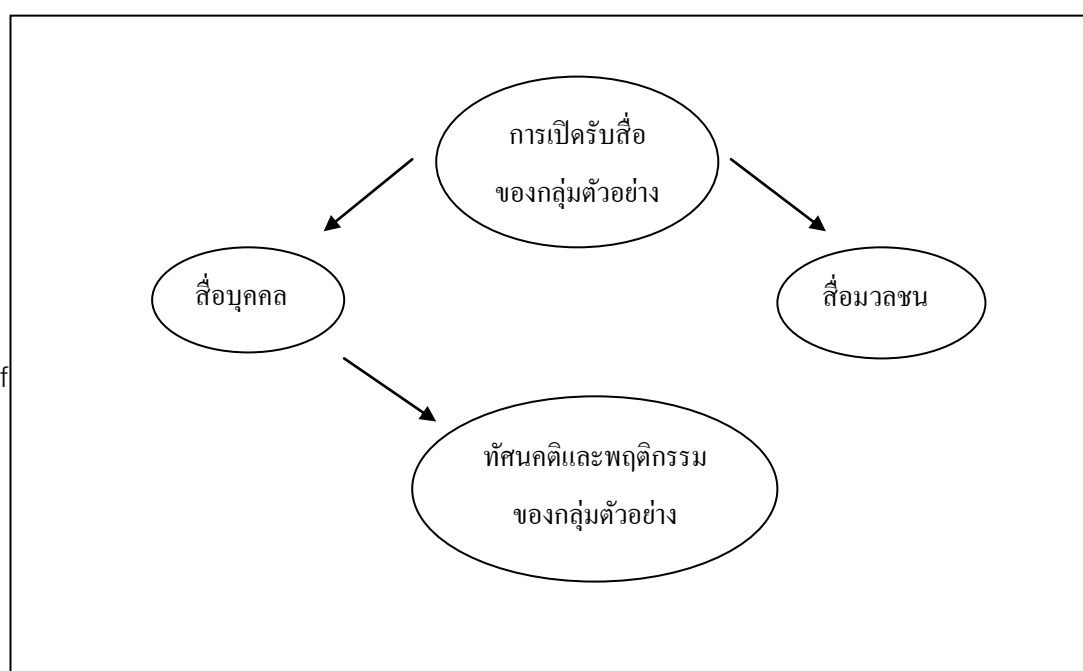 การเปิดรับสื่อ
ของกลุ่มตัวอย่าง
สื่อบุคคล
สื่อมวลชน
f
ทัศนคติและพฤติกรรม
ของกลุ่มตัวอย่าง